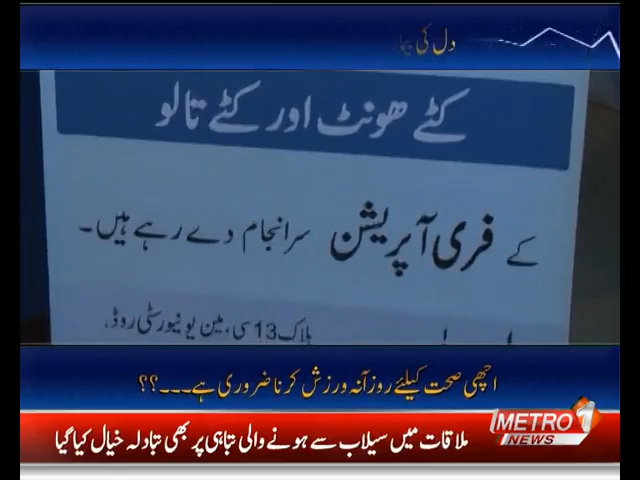 دل کی
کٹے ھونٹ اور کٹے تالو
کے فری آپریشن سرانجام دے رہے ہیں۔
بلاک 13 سی، مین یونیورسٹی روڈ،
اچھی صحت کیلئے روزآنہ ورزش کرنا ضروری ہے۔۔۔؟؟
ملاقات میں سیلاب سے ہونے والی تباہی پر بھی تبادلہ خیال کیا گیا
METRO 1
NEWS